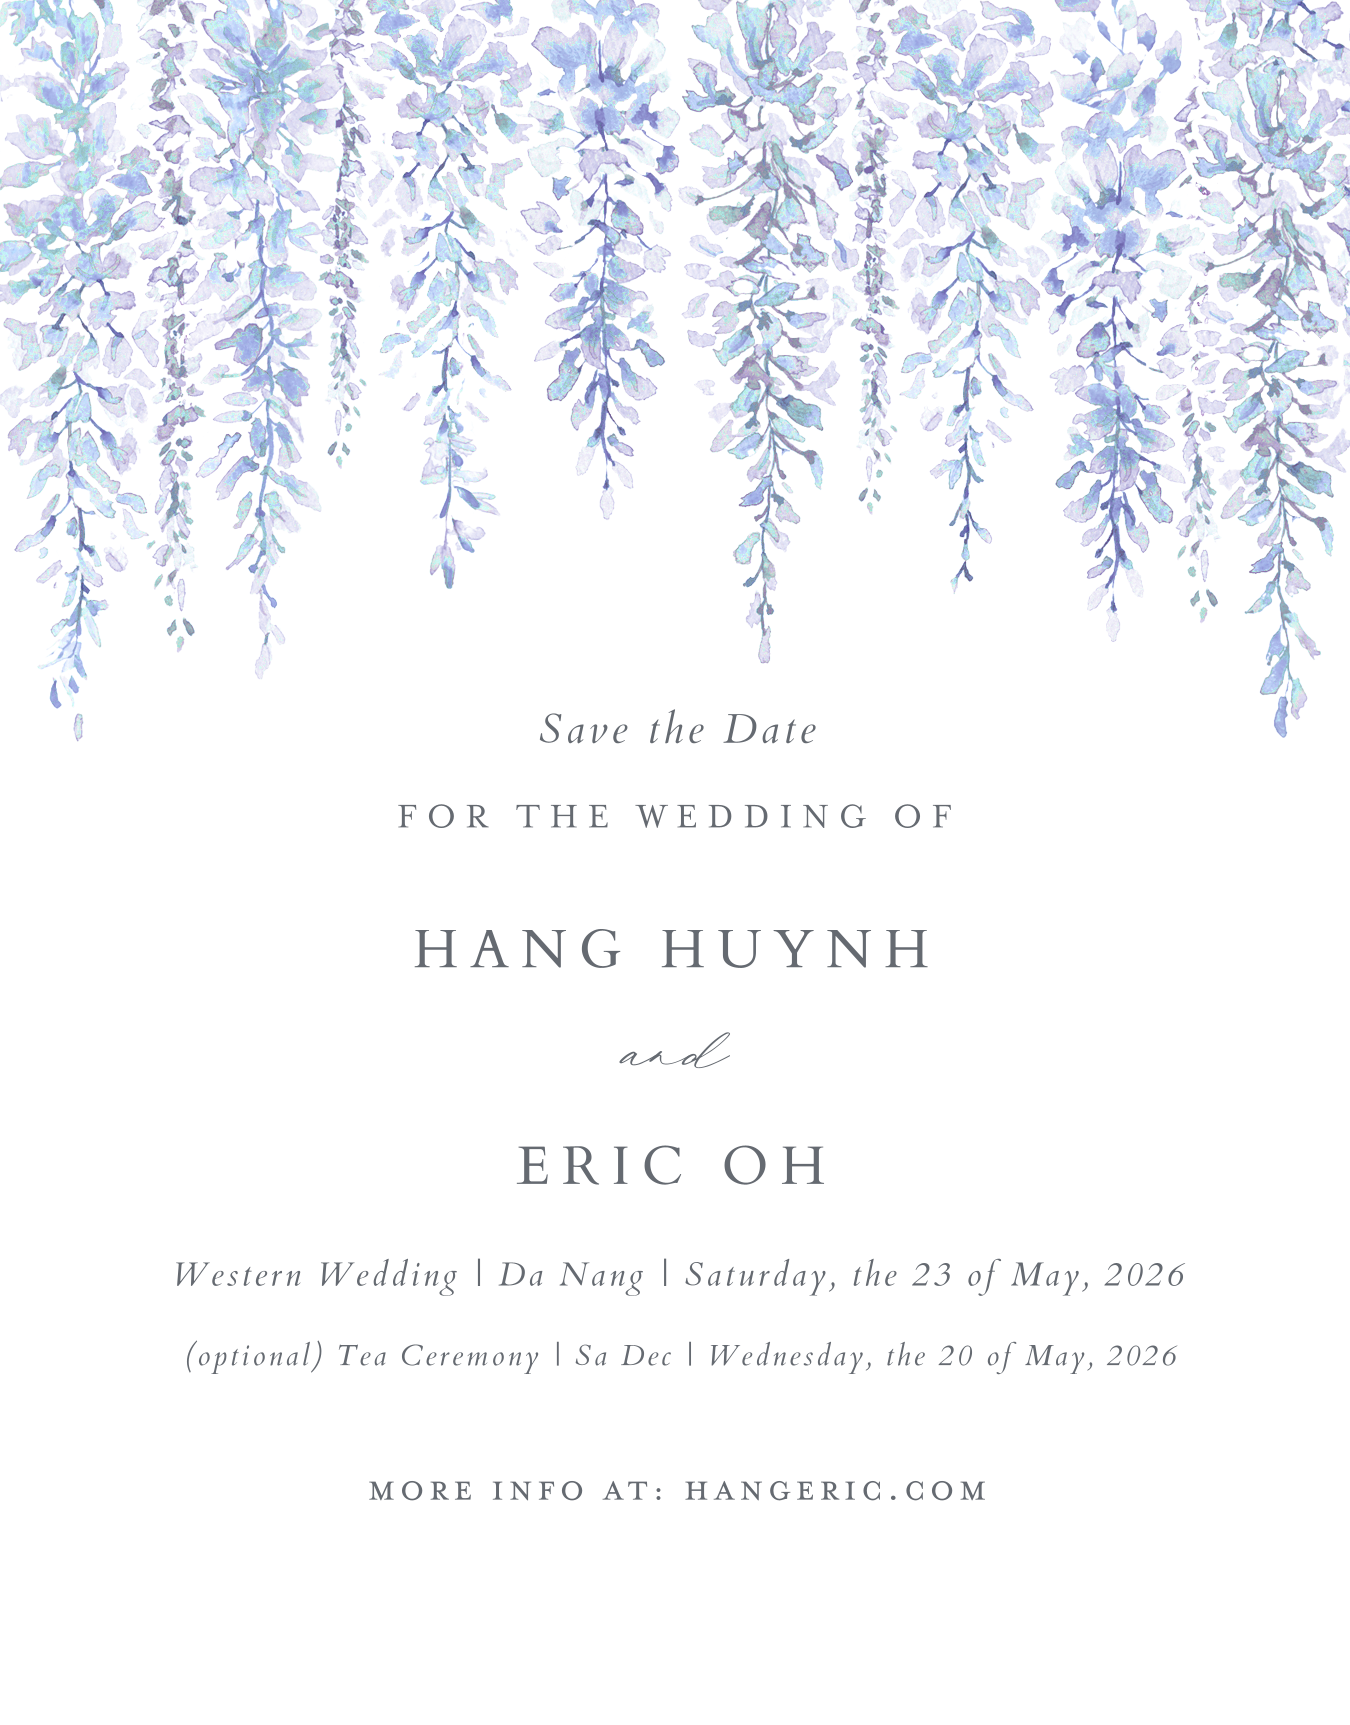 Save the Date
FOR THE WEDDING OF
HANG HUYNH
and
ERIC OH
Western Wedding | Da Nang | Saturday, the 23 of May, 2026
(optional) Tea Ceremony | Sa Dec | Wednesday, the 20 of May, 2026
MORE INFO AT: HANGERIC.COM